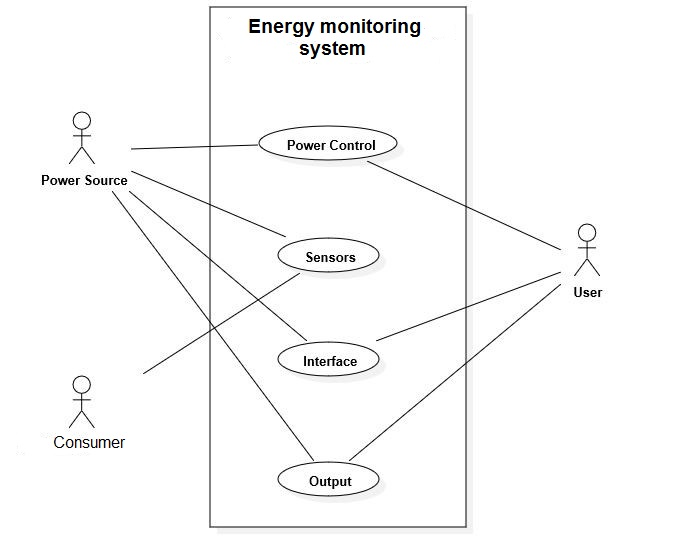 Energy monitoring
system
Power Control
Power Source
Sensors
User
Interface
Consumer
Output